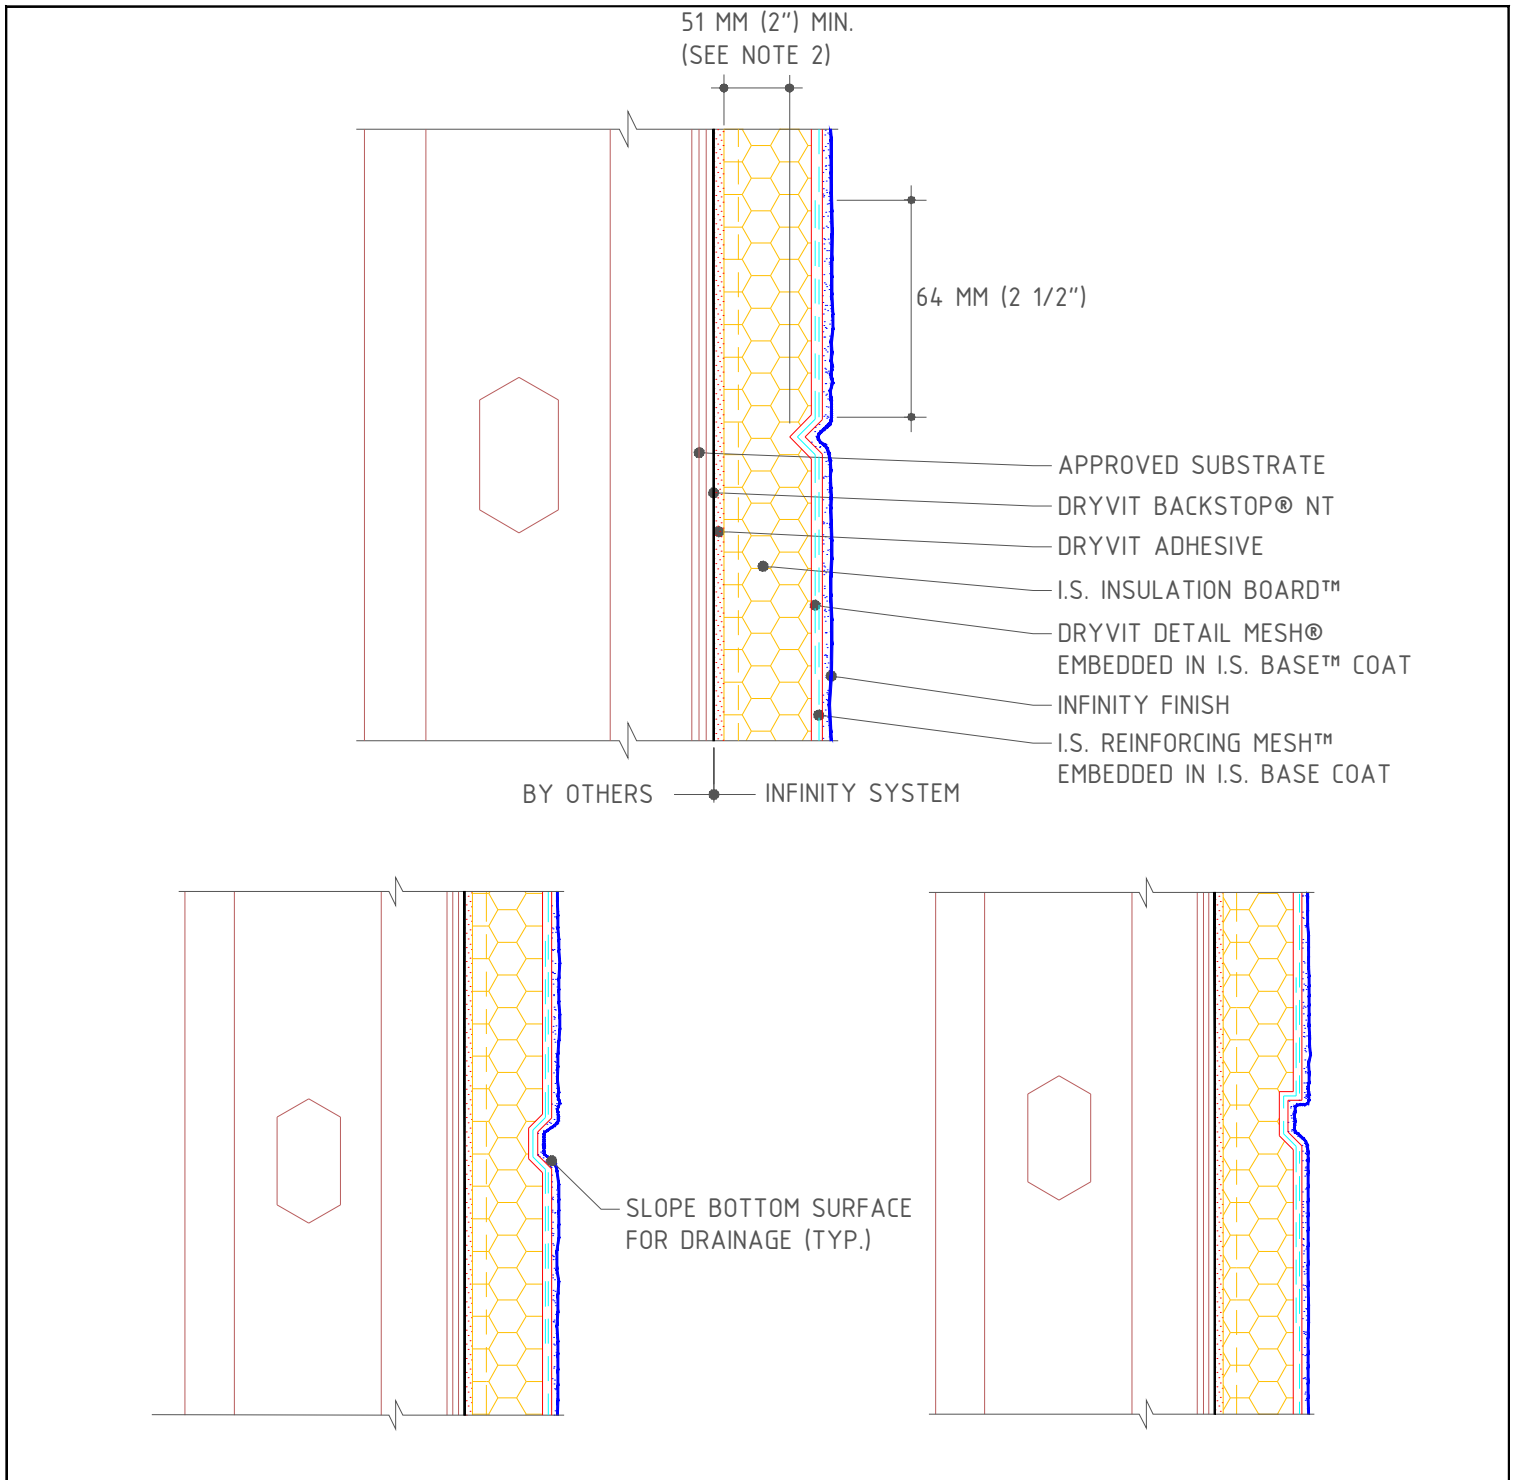 51 MM (2") MIN.
(SEE NOTE 2)
64 MM (2 1/2")
APPROVED SUBSTRATE
DRYVIT BACKSTOP® NT
DRYVIT ADHESIVE
I.S. INSULATION BOARD™
DRYVIT DETAIL MESH®
EMBEDDED IN I.S. BASE™ COAT
INFINITY FINISH
I.S. REINFORCING MESH™
EMBEDDED IN I.S. BASE COAT
BY OTHERS
INFINITY SYSTEM
SLOPE BOTTOM SURFACE
FOR DRAINAGE (TYP.)